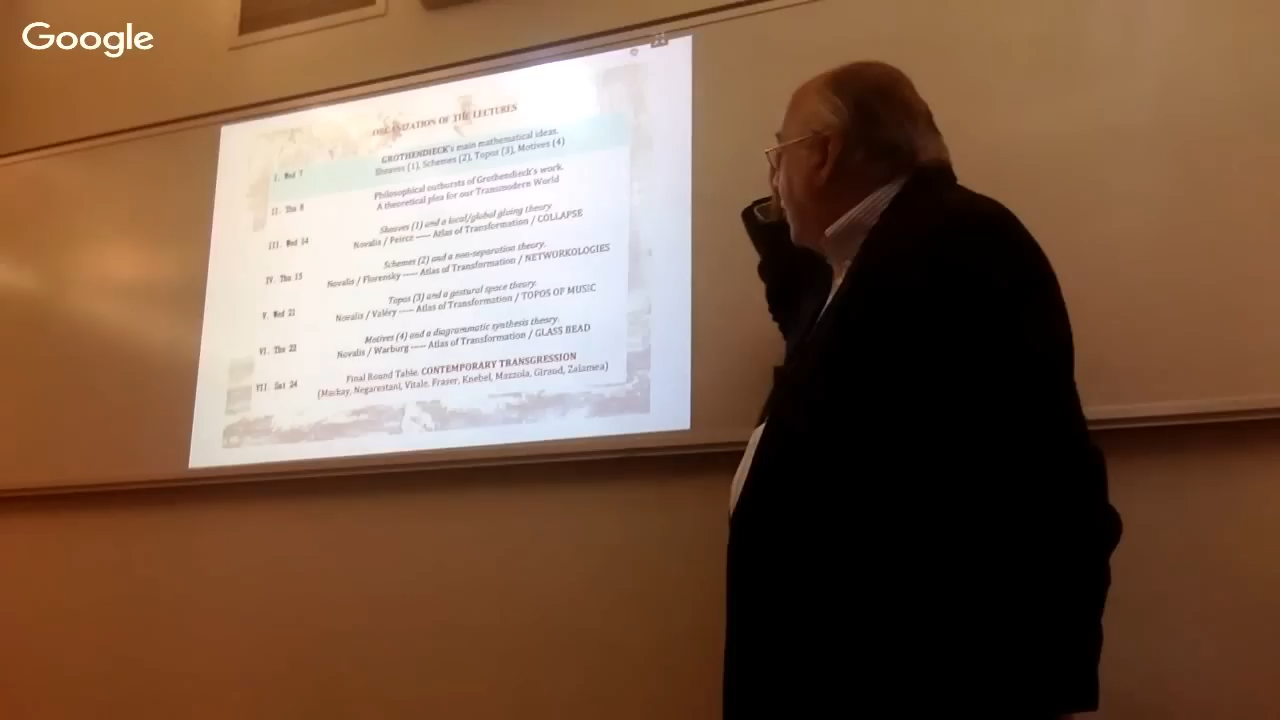 Google
ORGANIZATION OF THE LECTURES
GROTHENDIECK's main mathematical ideas.
I. Wed 7 Sheaves (1), Schemes (2), Topos (3), Motives (4)
Philosophical outbursts of Grothendieck's work.
II. Thu 8 A theoretical plea for our Transmodern World
Sheaves (1) and a local/global gluing theory
III. Wed 14 Novalis / Peirce ---- Atlas of Transformation / COLLAPSE
Schemes (2) and a non-separation theory.
IV. Thu 15 Novalis / Florensky ---- Atlas of Transformation / NETWORKOLOGIES
Topos (3) and a gestural space theory.
V. Wed 21 Novalis / Valéry ---- Atlas of Transformation / TOPOS OF MUSIC
Motives (4) and a diagrammatic synthesis theory.
VI. Thu 22 Novalis / Warburg ---- Atlas of Transformation / GLASS BEAD
Final Round Table. CONTEMPORARY TRANSGRESSION
VII. Sat 24 (Mackay, Negarestani, Vitale, Fraser, Knebel, Mazzola, Giraud, Zalamea)